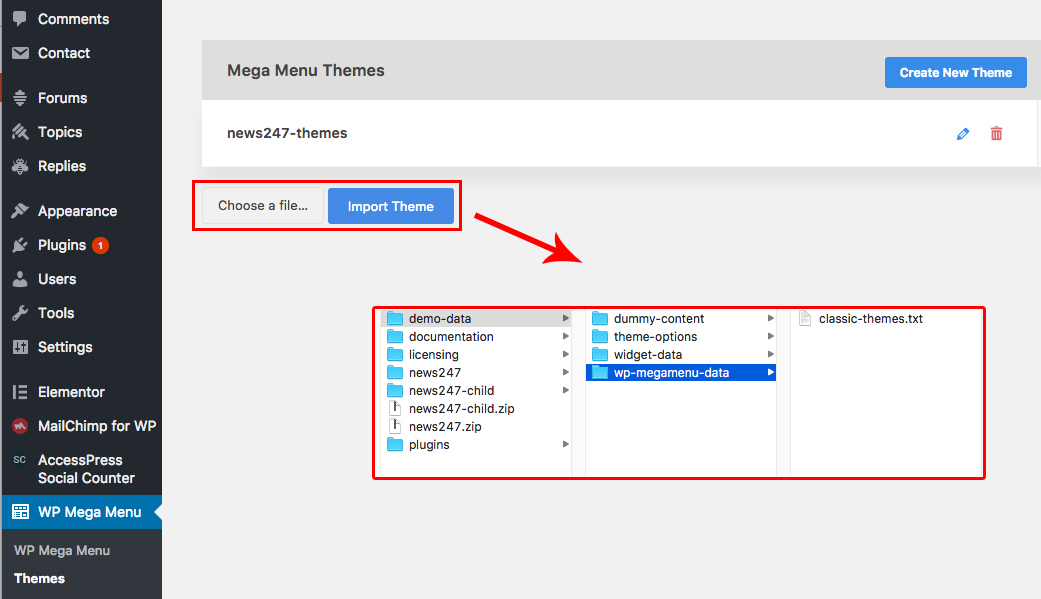 Comments
Contact
Forums
Topics
Replies
Appearance
Plugins 1
Users
Tools
Settings
Elementor
MailChimp for WP
SC AccessPress
Social Counter
WP Mega Menu
WP Mega Menu
Themes
Mega Menu Themes
Create New Theme
news247-themes
Choose a file...
Import Theme
demo-data
documentation
licensing
news247
news247-child
news247-child.zip
news247.zip
plugins
dummy-content
theme-options
widget-data
wp-megamenu-data
classic-themes.txt